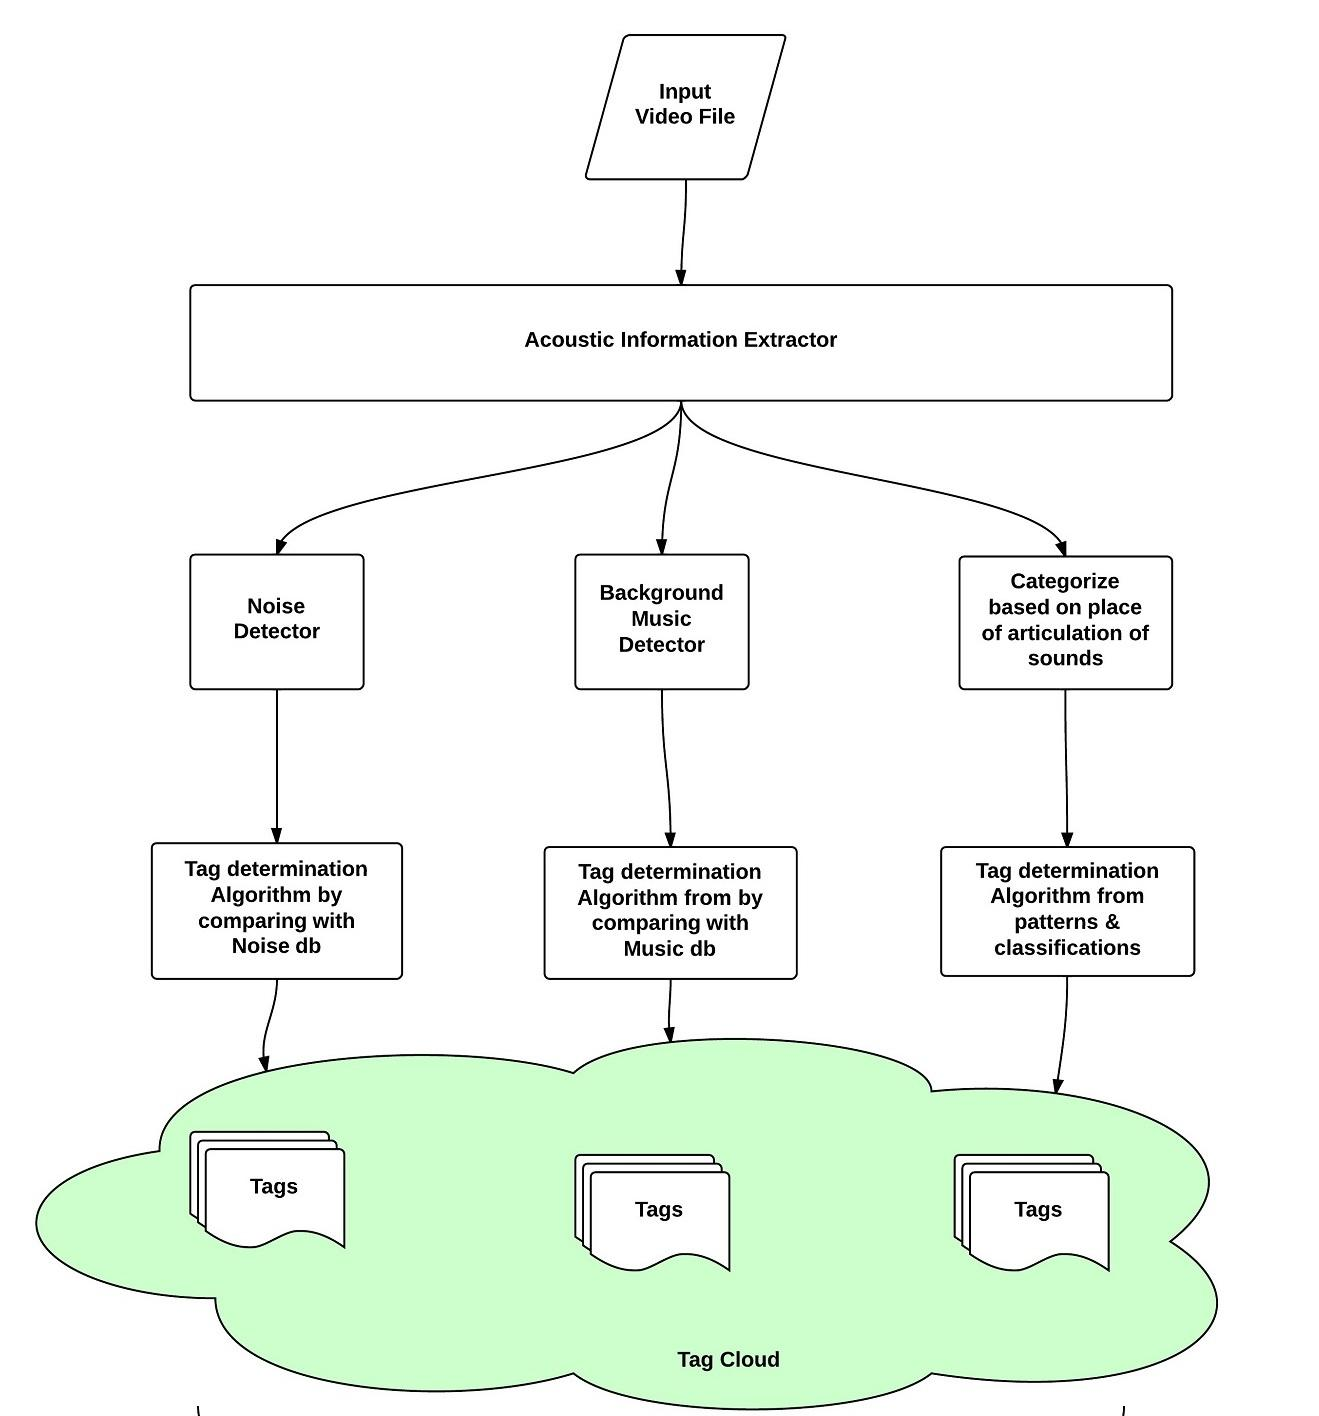 Input
Video File
Acoustic Information Extractor
Noise
Detector
Background
Music
Detector
Categorize
based on place
of articulation of
sounds
Tag determination
Algorithm by
comparing with
Noise db
Tag determination
Algorithm from by
comparing with
Music db
Tag determination
Algorithm from
patterns &
classifications
Tags
Tags
Tags
Tag Cloud